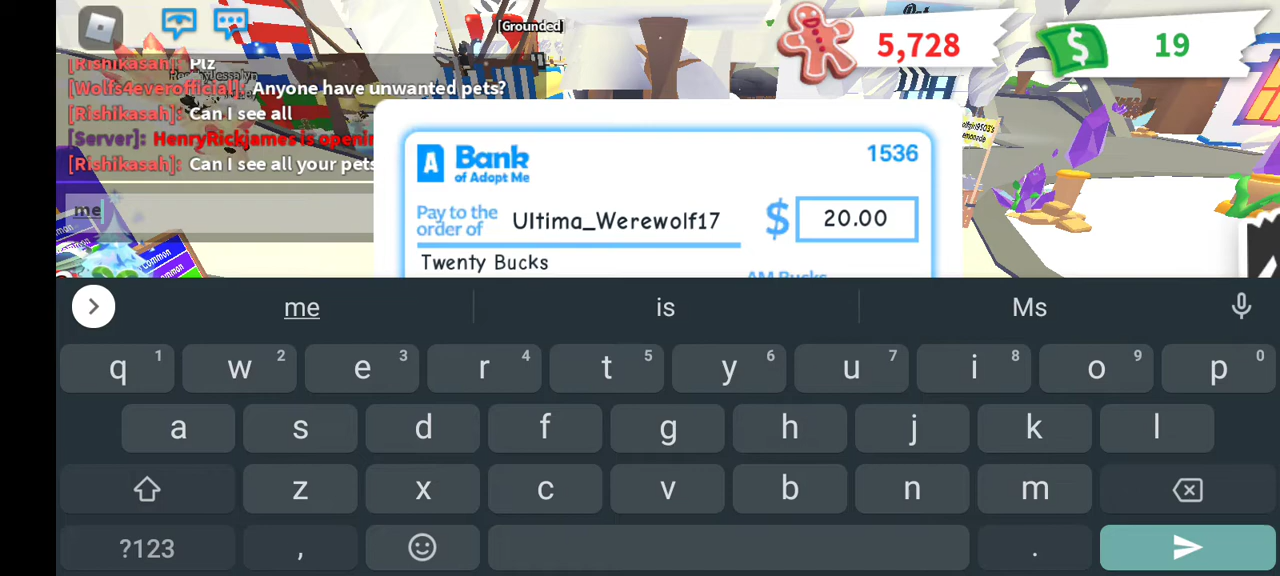 [Grounded]
5,728
19
[Rishikasah]: Plz
[Wolfs4everofficial]: Anyone have unwanted pets?
[Rishikasah]: Can I see all
[Server]: HenryRickjames is openin
[Rishikasah]: Can I see all your pets
me
Bank
of Adopt Me
1536
Pay to the
order of
Ultima_Werewolf17
$ 20.00
Twenty Bucks
common
me is Ms
q 1 w 2 e 3 r 4 t 5 y 6 u 7 i 8 o 9 p 0
a s d f g h j k l
z x c v b n m
?123 , .